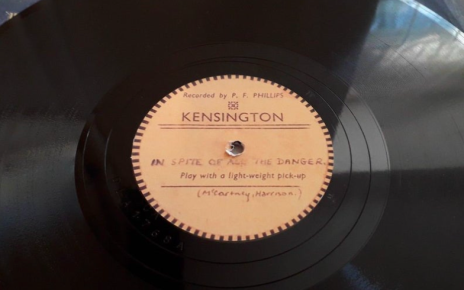 Recorded by P. F. PHILLIPS
KENSINGTON
IN SPITE OF ALL THE DANGER
Play with a light-weight pick-up
(McCartney, Harrison)